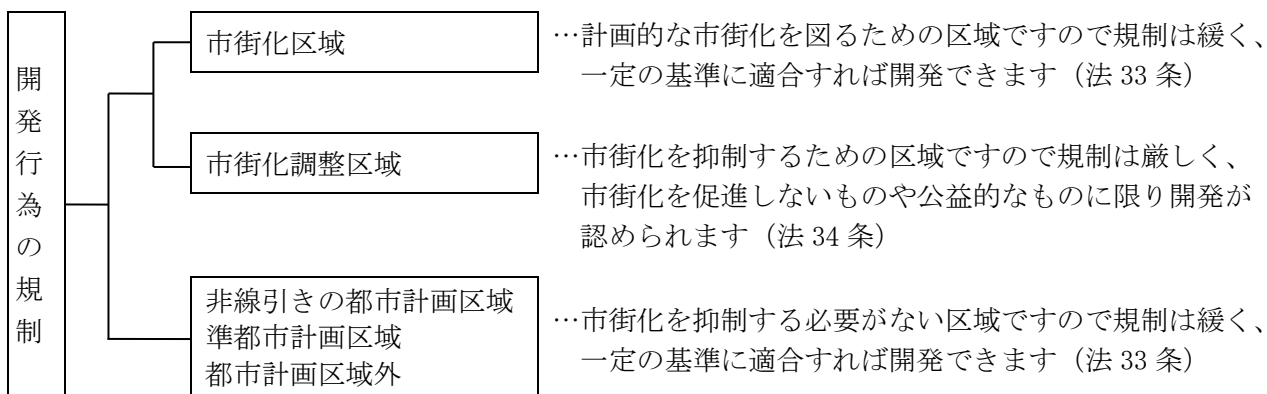 開発行為の規制
市街化区域
…計画的な市街化を図るための区域ですので規制は緩く、
一定の基準に適合すれば開発できます（法 33 条）
市街化調整区域
…市街化を抑制するための区域ですので規制は厳しく、
市街化を促進しないものや公益的なものに限り開発が
認められます（法 34 条）
非線引きの都市計画区域
準都市計画区域
都市計画区域外
…市街化を抑制する必要がない区域ですので規制は緩く、
一定の基準に適合すれば開発できます（法 33 条）